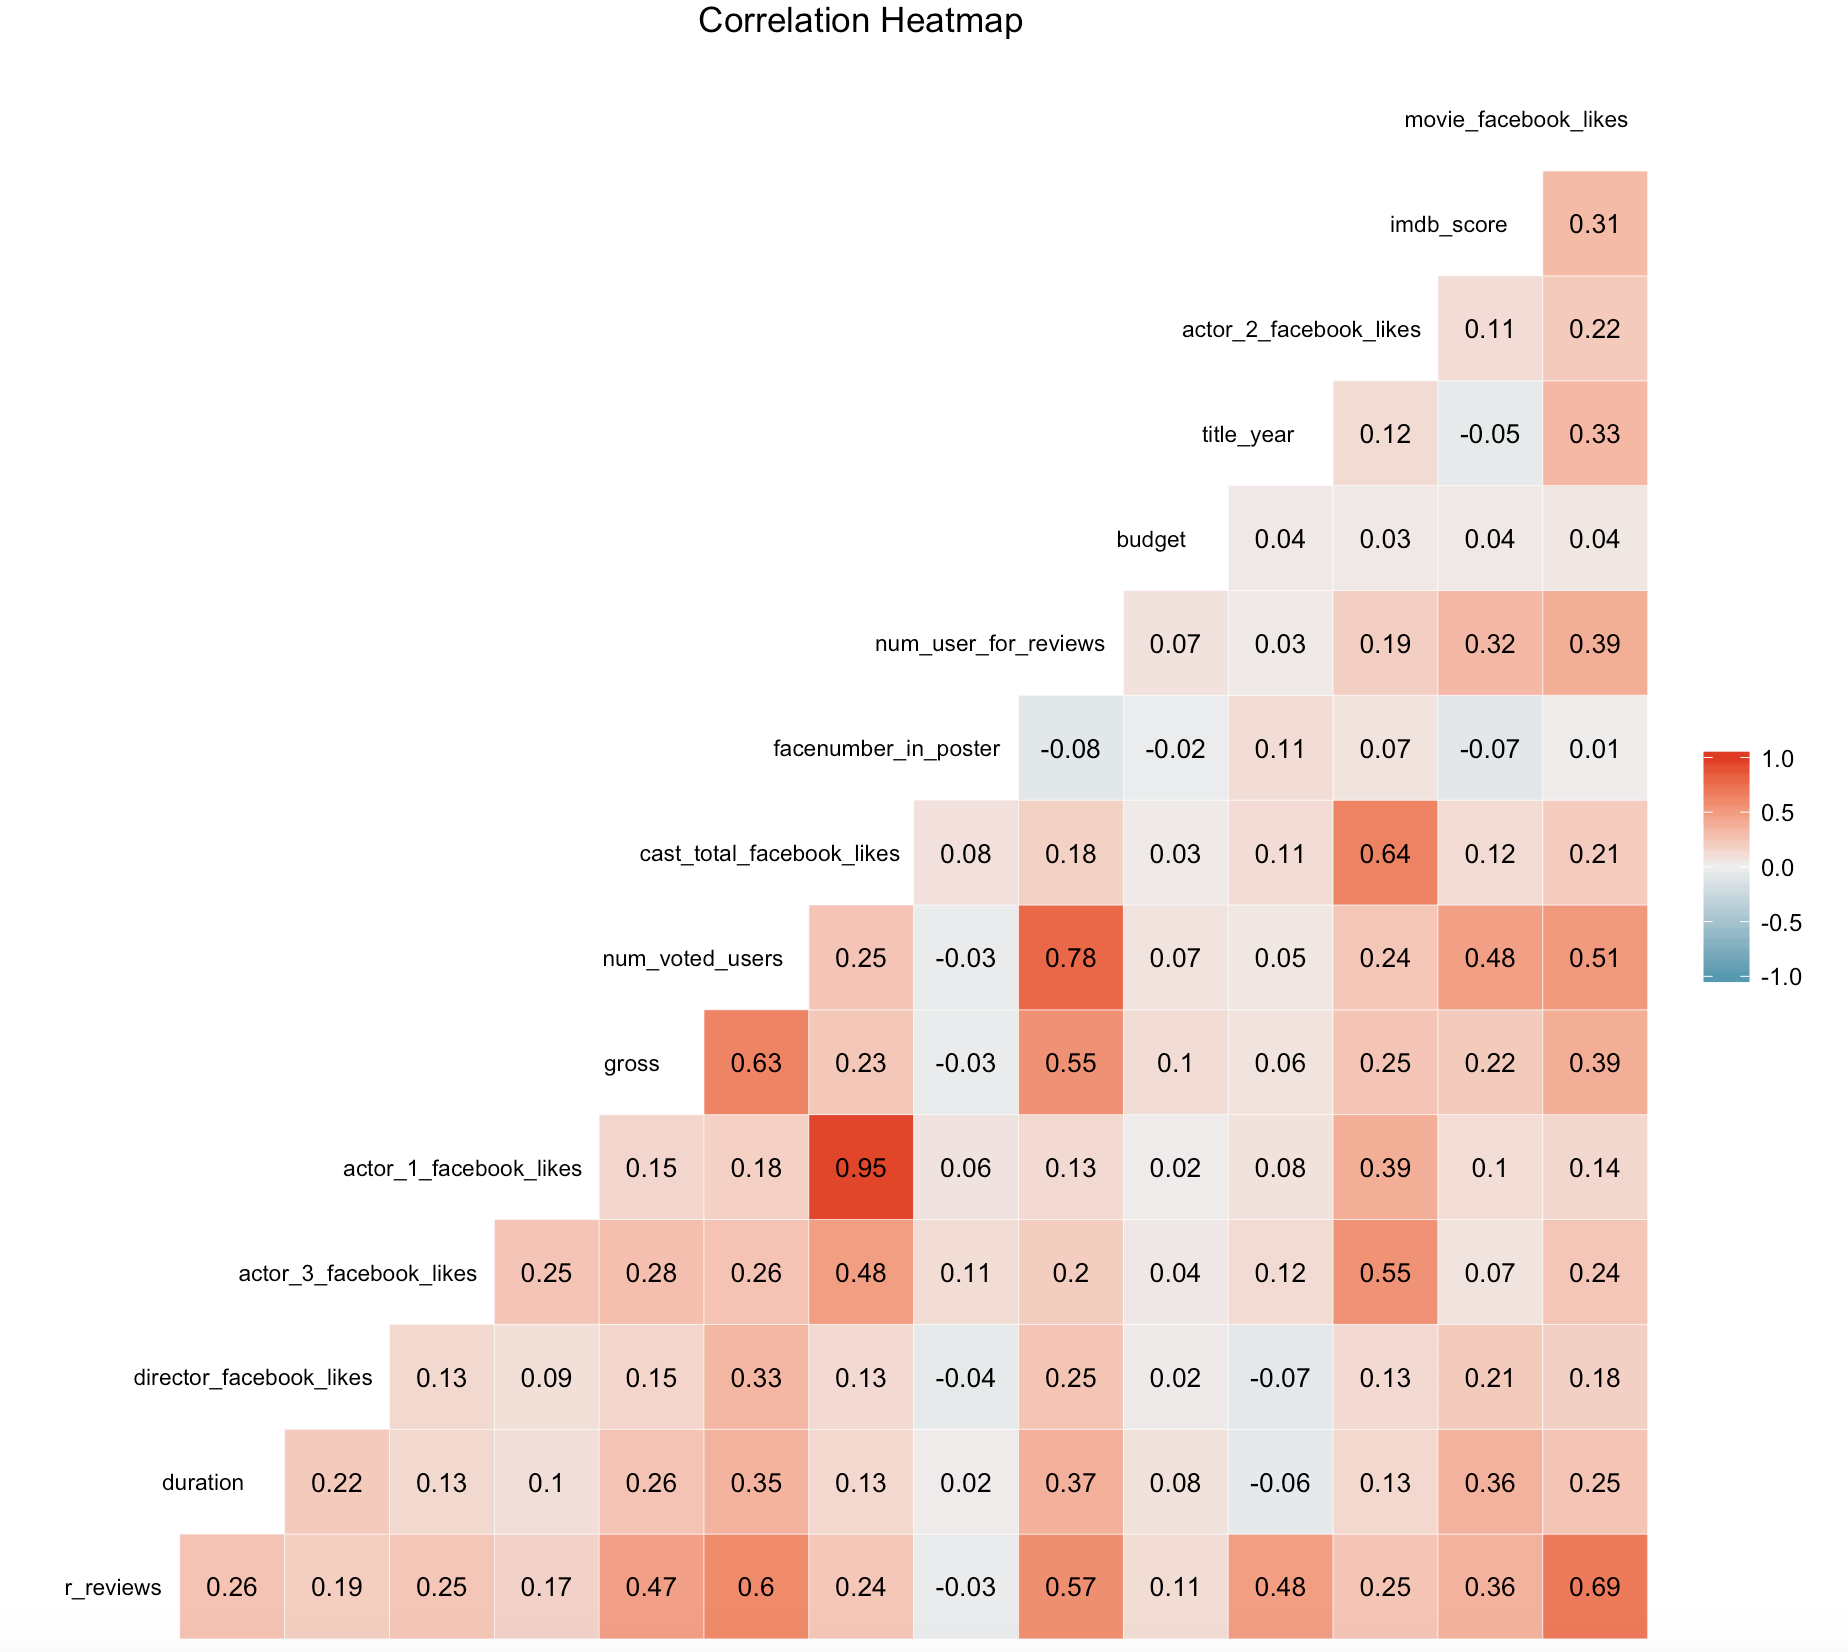 Correlation Heatmap
movie_facebook_likes
imdb_score 0.31
actor_2_facebook_likes 0.11 0.22
title_year 0.12 -0.05 0.33
budget 0.04 0.03 0.04 0.04
num_user_for_reviews 0.07 0.03 0.19 0.32 0.39
facenumber_in_poster -0.08 -0.02 0.11 0.07 -0.07 0.01
cast_total_facebook_likes 0.08 0.18 0.03 0.11 0.64 0.12 0.21
num_voted_users 0.25 -0.03 0.78 0.07 0.05 0.24 0.48 0.51
gross 0.63 0.23 -0.03 0.55 0.1 0.06 0.25 0.22 0.39
actor_1_facebook_likes 0.15 0.18 0.95 0.06 0.13 0.02 0.08 0.39 0.1 0.14
actor_3_facebook_likes 0.25 0.28 0.26 0.48 0.11 0.2 0.04 0.12 0.55 0.07 0.24
director_facebook_likes 0.13 0.09 0.15 0.33 0.13 -0.04 0.25 0.02 -0.07 0.13 0.21 0.18
duration 0.22 0.13 0.1 0.26 0.35 0.13 0.02 0.37 0.08 -0.06 0.13 0.36 0.25
r_reviews 0.26 0.19 0.25 0.17 0.47 0.6 0.24 -0.03 0.57 0.11 0.48 0.25 0.36 0.69
1.0
0.5
0.0
-0.5
-1.0